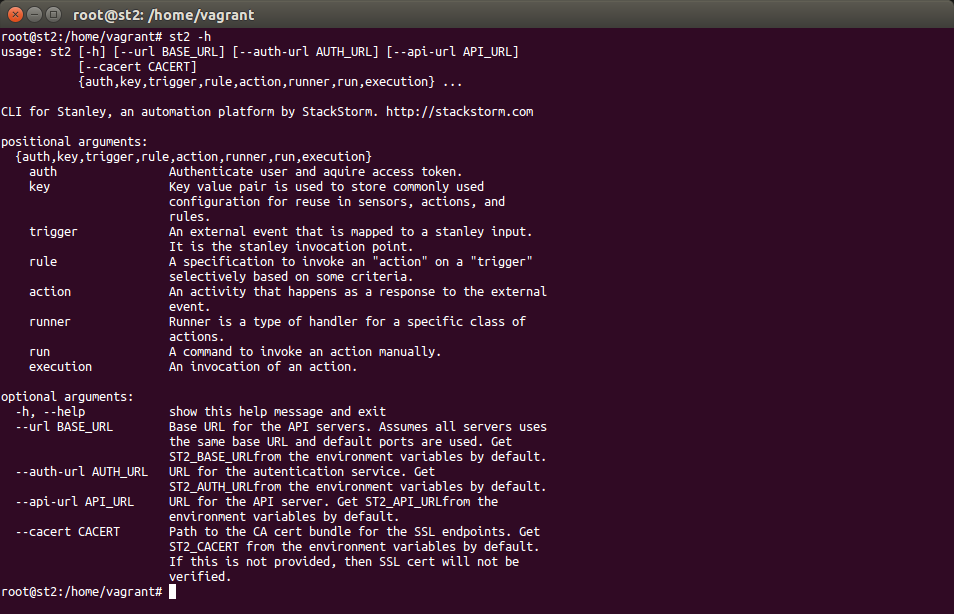 root@st2: /home/vagrant
root@st2:/home/vagrant# st2 -h
usage: st2 [-h] [--url BASE_URL] [--auth-url AUTH_URL] [--api-url API_URL]
           [--cacert CACERT]
           {auth,key,trigger,rule,action,runner,run,execution} ...

CLI for Stanley, an automation platform by StackStorm. http://stackstorm.com

positional arguments:
  {auth,key,trigger,rule,action,runner,run,execution}
    auth                Authenticate user and aquire access token.
    key                 Key value pair is used to store commonly used
                        configuration for reuse in sensors, actions, and
                        rules.
    trigger             An external event that is mapped to a stanley input.
                        It is the stanley invocation point.
    rule                A specification to invoke an "action" on a "trigger"
                        selectively based on some criteria.
    action              An activity that happens as a response to the external
                        event.
    runner              Runner is a type of handler for a specific class of
                        actions.
    run                 A command to invoke an action manually.
    execution           An invocation of an action.

optional arguments:
  -h, --help            show this help message and exit
  --url BASE_URL        Base URL for the API servers. Assumes all servers uses
                        the same base URL and default ports are used. Get
                        ST2_BASE_URLfrom the environment variables by default.
  --auth-url AUTH_URL   URL for the autentication service. Get
                        ST2_AUTH_URLfrom the environment variables by default.
  --api-url API_URL     URL for the API server. Get ST2_API_URLfrom the
                        environment variables by default.
  --cacert CACERT       Path to the CA cert bundle for the SSL endpoints. Get
                        ST2_CACERT from the environment variables by default.
                        If this is not provided, then SSL cert will not be
                        verified.
root@st2:/home/vagrant#